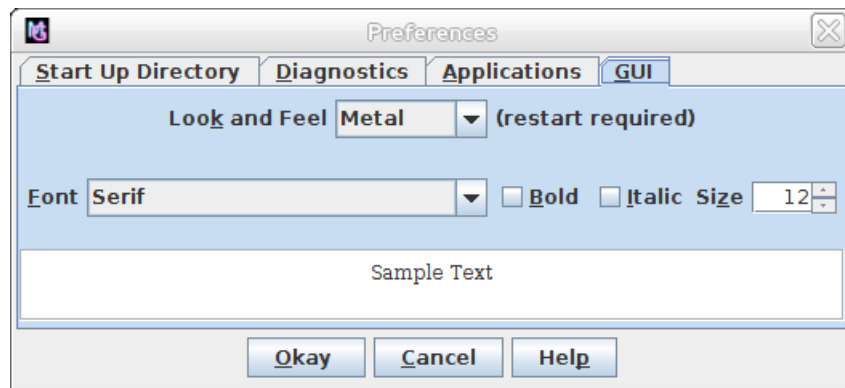 Preferences
Start Up Directory Diagnostics Applications GUI
Look and Feel Metal (restart required)
Font Serif Bold Italic Size 12
Sample Text
Okay Cancel Help